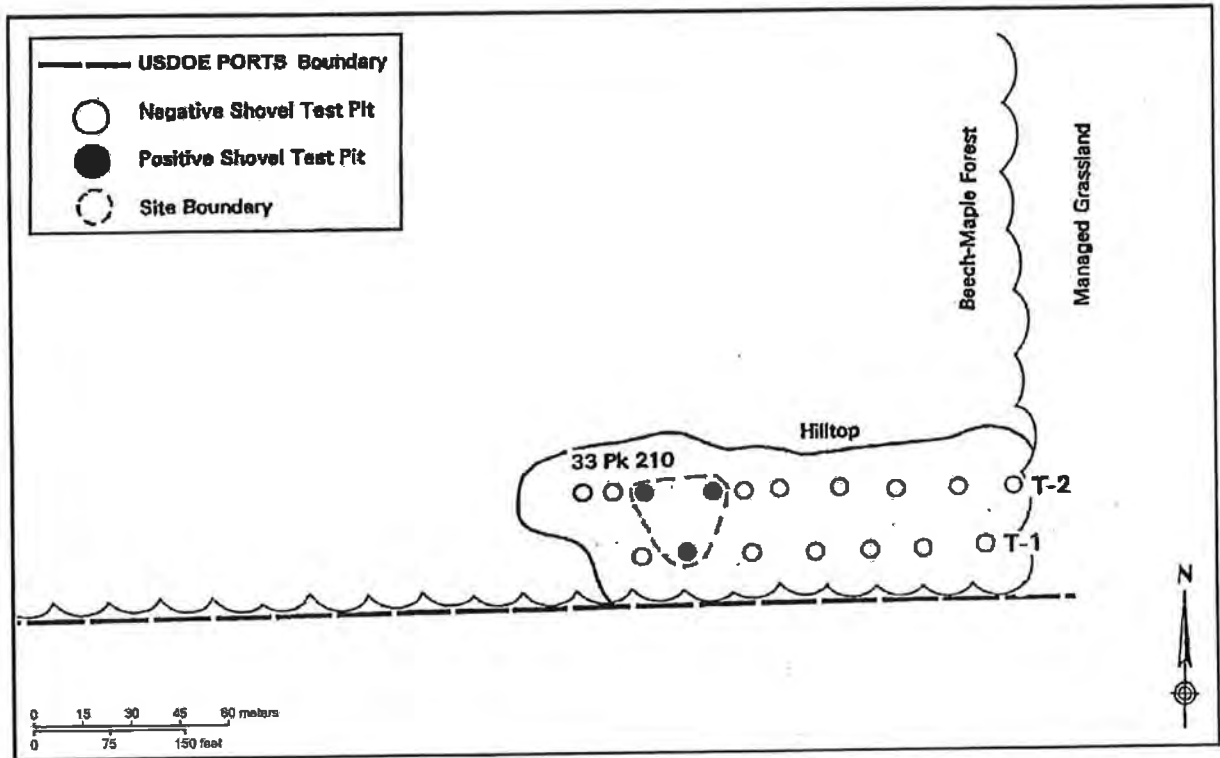 USDOE PORTS Boundary
Negative Shovel Test Pit
Positive Shovel Test Pit
Site Boundary
Beech-Maple Forest
Managed Grassland
Hilltop
33 Pk 210
T-2
T-1
N
0 15 30 45 60 meters
0 75 150 feet